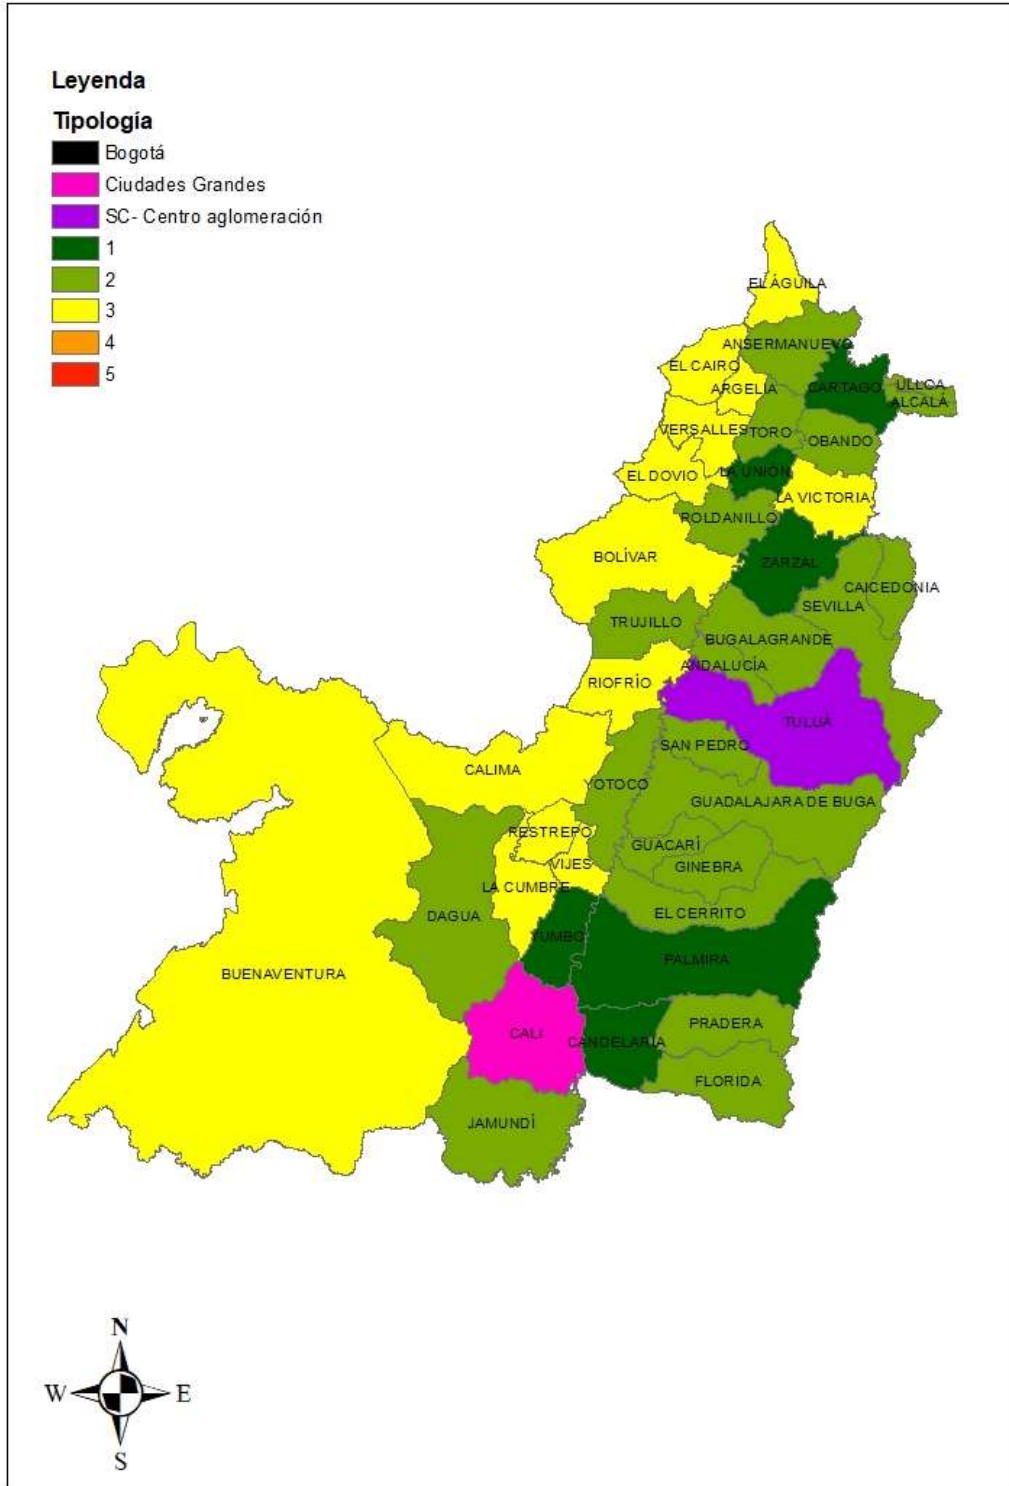 Leyenda
Tipología
Bogotá
Ciudades Grandes
SC- Centro aglomeración
1
2
3
4
5
EL ÁGUILA
ANSERMANUEVO
EL CAIRO
ARGELIA
CARTAGO
ULLOA
ALCALÁ
VERSALLES
TORO
OBANDO
EL DOVIO
LA UNIÓN
LA VICTORIA
ROLDANILLO
BOLÍVAR
ZARZAL
CAICEDONIA
SEVILLA
TRUJILLO
BUGALAGRANDE
ANDALUCÍA
RIOFRÍO
TULUÁ
SAN PEDRO
CALIMA
YOTOCO
GUADALAJARA DE BUGA
RESTREPO
GUACARÍ
VIJES
GINEBRA
LA CUMBRE
DAGUA
EL CERRITO
YUMBO
PALMIRA
BUENAVENTURA
PRADERA
CALI
CANDELARIA
FLORIDA
JAMUNDÍ
N
W E
S